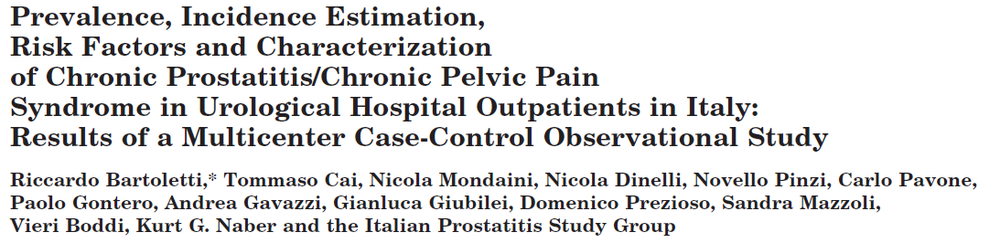 Prevalence, Incidence Estimation,
Risk Factors and Characterization
of Chronic Prostatitis/Chronic Pelvic Pain
Syndrome in Urological Hospital Outpatients in Italy:
Results of a Multicenter Case-Control Observational Study
Riccardo Bartoletti,* Tommaso Cai, Nicola Mondaini, Nicola Dinelli, Novello Pinzi, Carlo Pavone,
Paolo Gontero, Andrea Gavazzi, Gianluca Giubilei, Domenico Prezioso, Sandra Mazzoli,
Vieri Boddi, Kurt G. Naber and the Italian Prostatitis Study Group